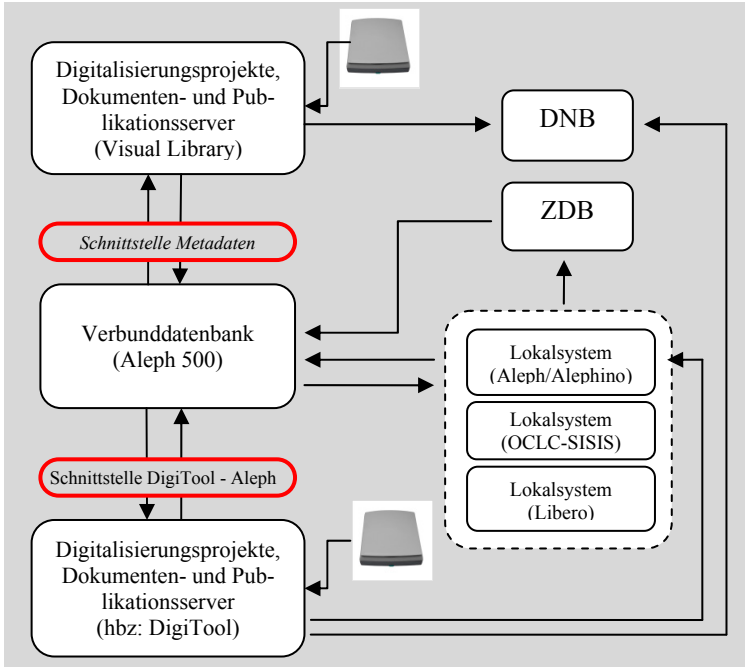 Digitalisierungsprojekte,
Dokumenten- und Pub-
likationsserver
(Visual Library)
DNB
ZDB
Schnittstelle Metadaten
Verbunddatenbank
(Aleph 500)
Lokalsystem
(Aleph/Alephino)
Lokalsystem
(OCLC-SISIS)
Lokalsystem
(Libero)
Schnittstelle DigiTool - Aleph
Digitalisierungsprojekte,
Dokumenten- und Pub-
likationsserver
(hbz: DigiTool)